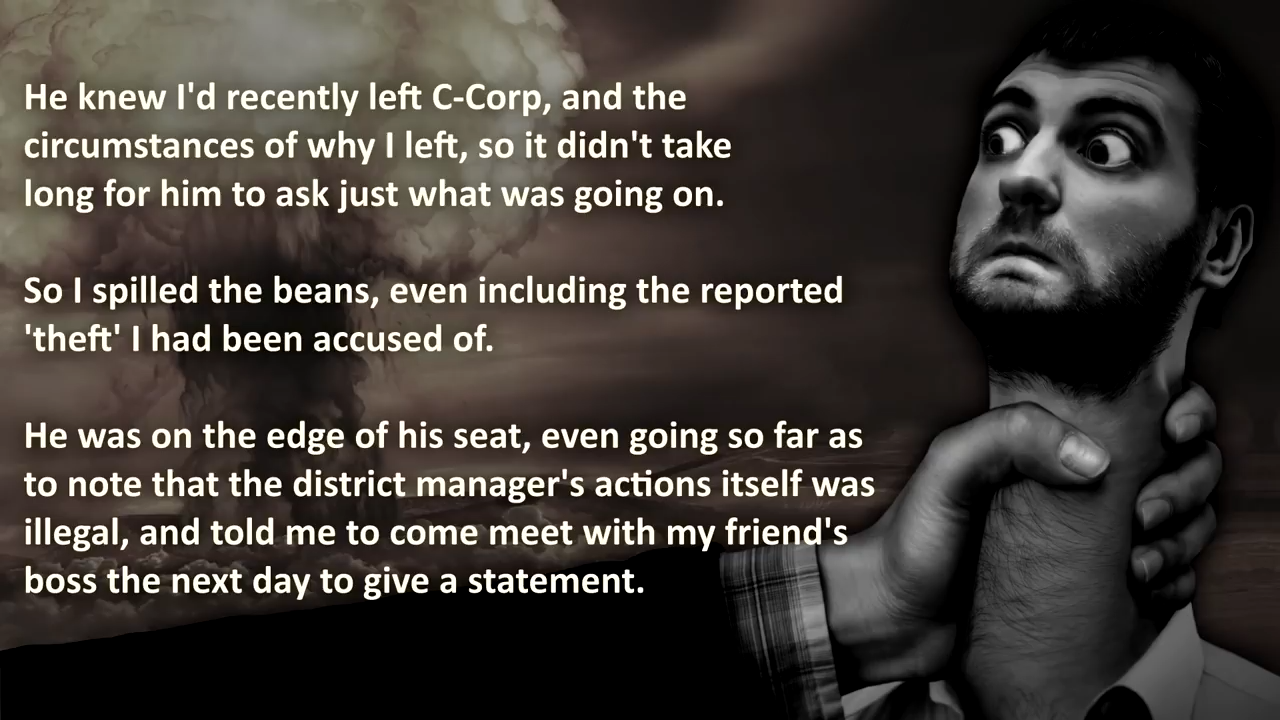 He knew I'd recently left C-Corp, and the
circumstances of why I left, so it didn't take
long for him to ask just what was going on.
So I spilled the beans, even including the reported
'theft' I had been accused of.
He was on the edge of his seat, even going so far as
to note that the district manager's actions itself was
illegal, and told me to come meet with my friend's
boss the next day to give a statement.